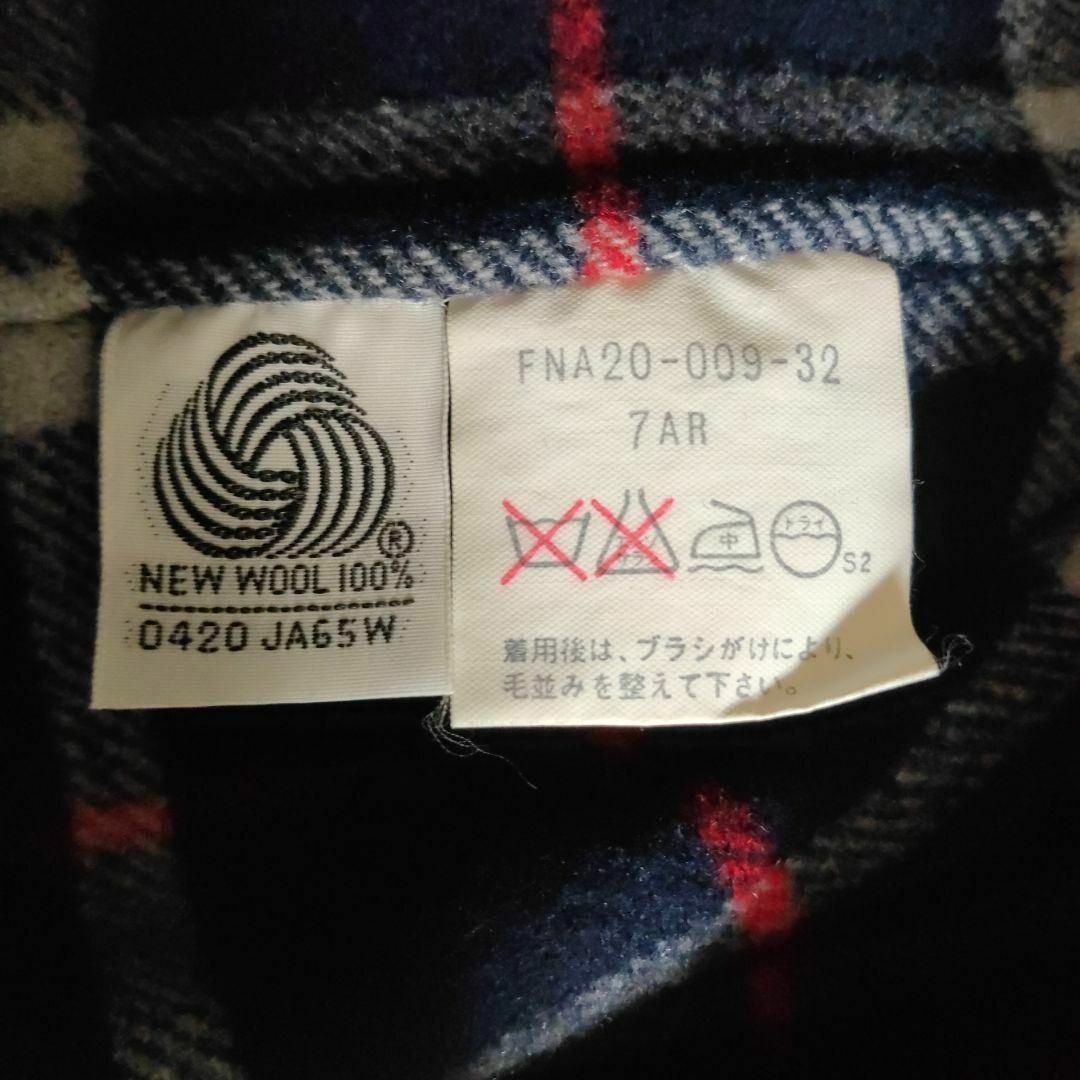 ®
NEW WOOL 100%
0420 JA65W
FNA20-009-32
7AR
中
ドライ
S2
着用後は、ブラシがけにより、
毛並みを整えて下さい。